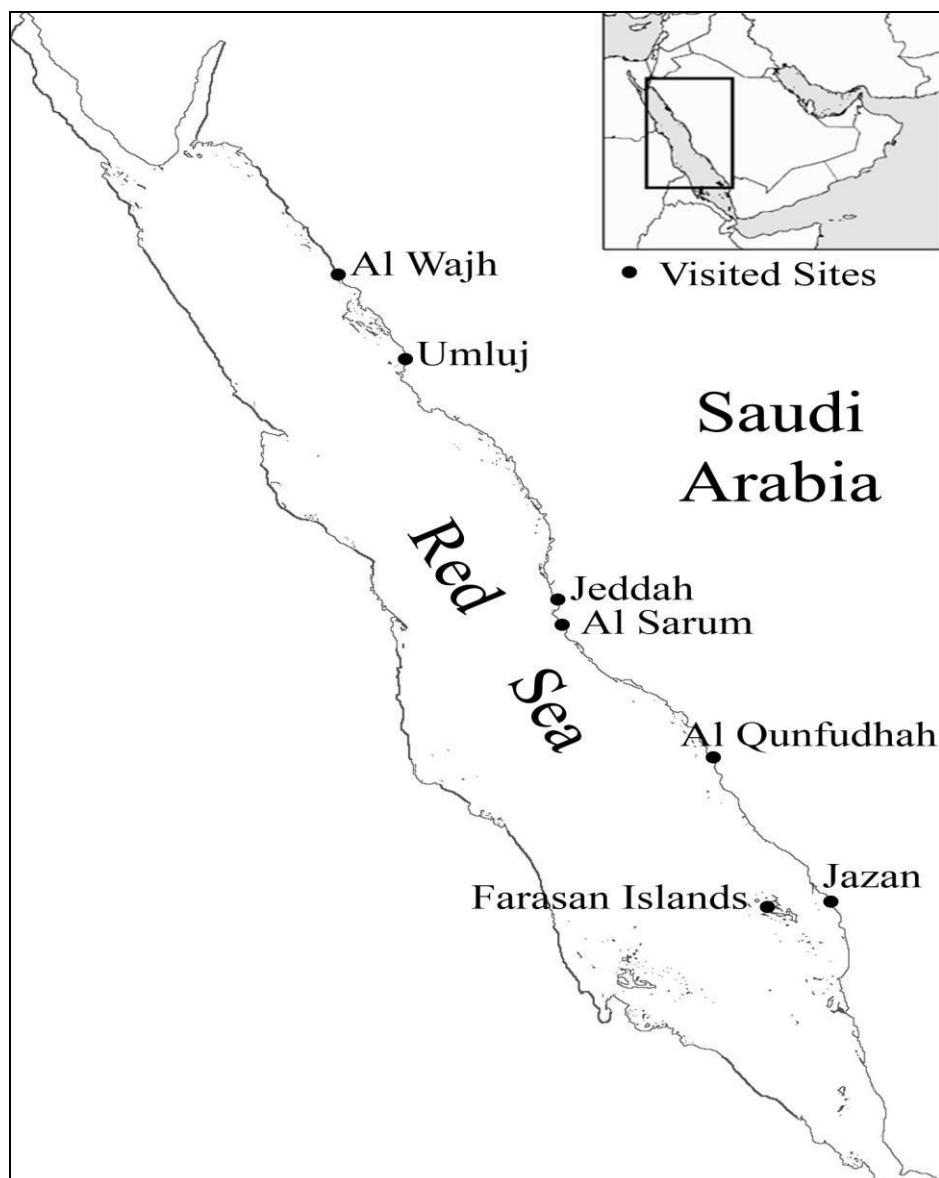 Al Wajh
Visited Sites
Umluj
Saudi
Arabia
Red
Sea
Jeddah
Al Sarum
Al Qunfudhah
Jazan
Farasan Islands